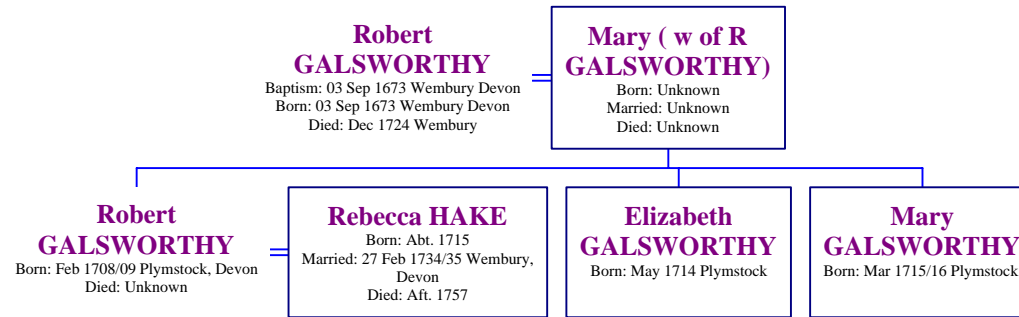 Robert
GALSWORTHY
Baptism: 03 Sep 1673 Wembury Devon
Born: 03 Sep 1673 Wembury Devon
Died: Dec 1724 Wembury
Mary ( w of R
GALSWORTHY)
Born: Unknown
Married: Unknown
Died: Unknown
Robert
GALSWORTHY
Born: Feb 1708/09 Plymstock, Devon
Died: Unknown
Rebecca HAKE
Born: Abt. 1715
Married: 27 Feb 1734/35 Wembury,
Devon
Died: Aft. 1757
Elizabeth
GALSWORTHY
Born: May 1714 Plymstock
Mary
GALSWORTHY
Born: Mar 1715/16 Plymstock